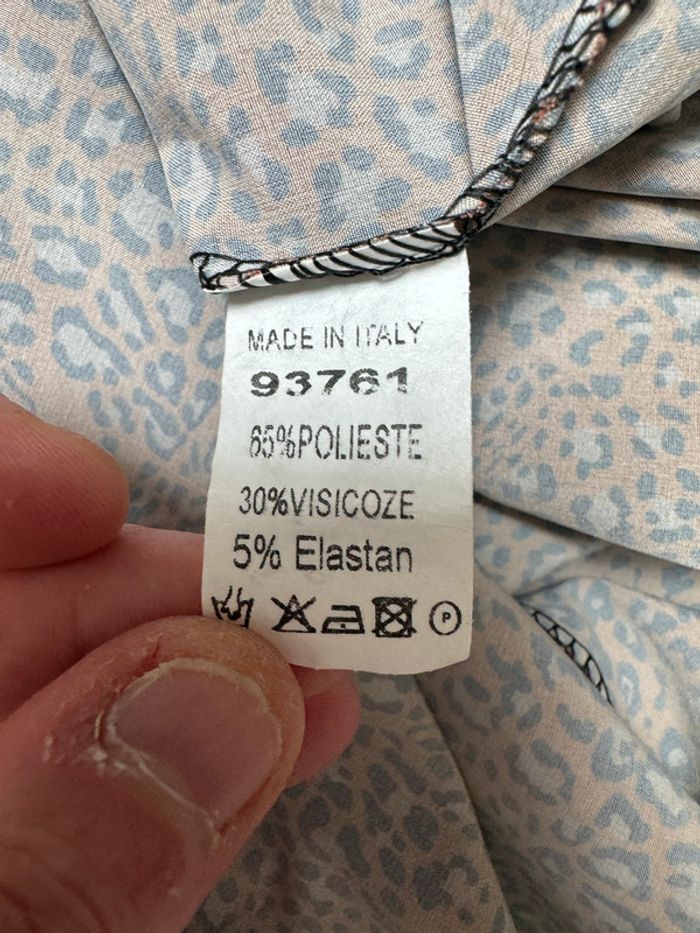 MADE IN ITALY
93761
65%POLIESTE
30%VISICOZE
5% Elastan
P